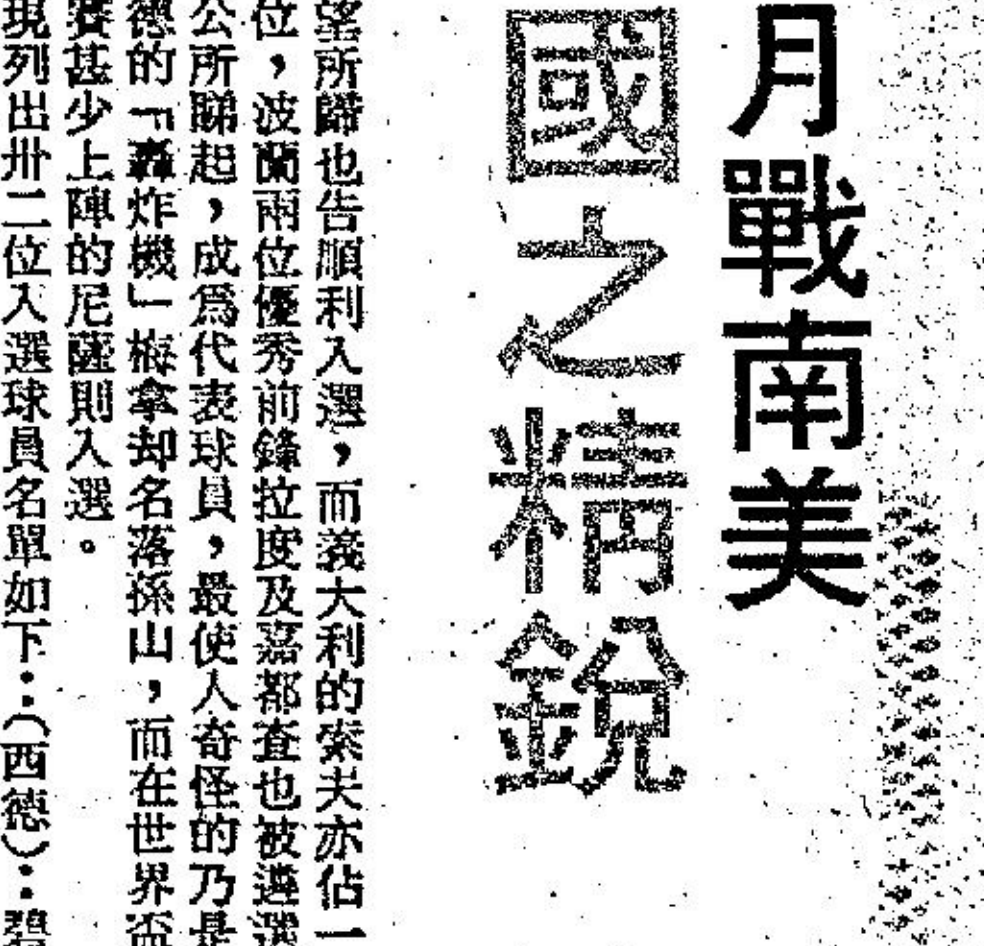 月戰南美
國之精銳
望所歸也告順利入選，而義大利的索夫亦佔一
位，波蘭兩位優秀前鋒拉度及嘉都查也被遴選
公所睇起，成爲代表球員，最使人奇怪的乃是
德的「轟炸機」梅拿却名落孫山，而在世界盃
賽甚少上陣的尼薩則入選。
現列出卅二位入選球員名單如下：（西德）：碧